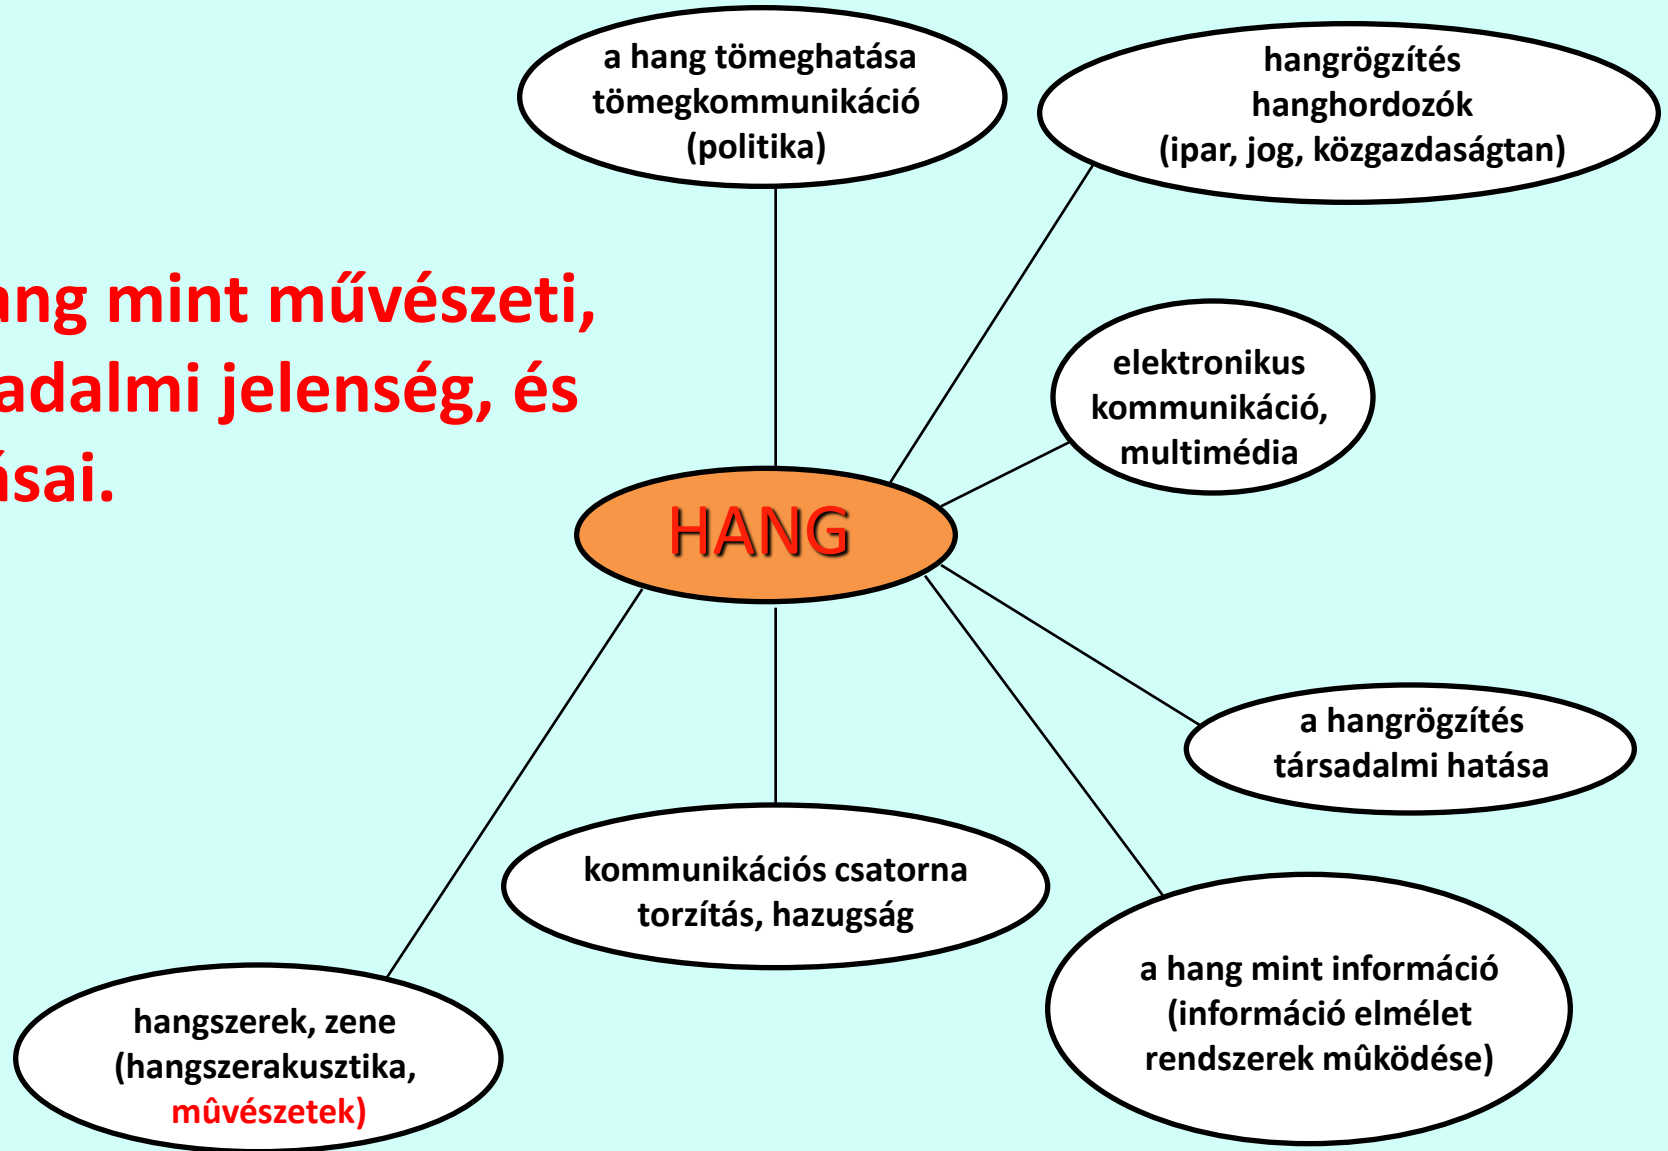 a hang tömeghatása
tömegkommunikáció
(politika)
hangrögzítés
hanghordozók
(ipar, jog, közgazdaságtan)
ang mint művészeti,
adalmi jelenség, és
ásai.
elektronikus
kommunikáció,
multimédia
HANG
a hangrögzítés
társadalmi hatása
kommunikációs csatorna
torzítás, hazugság
a hang mint információ
(információ elmélet
rendszerek mûködése)
hangszerek, zene
(hangszerakusztika,
mûvészetek)